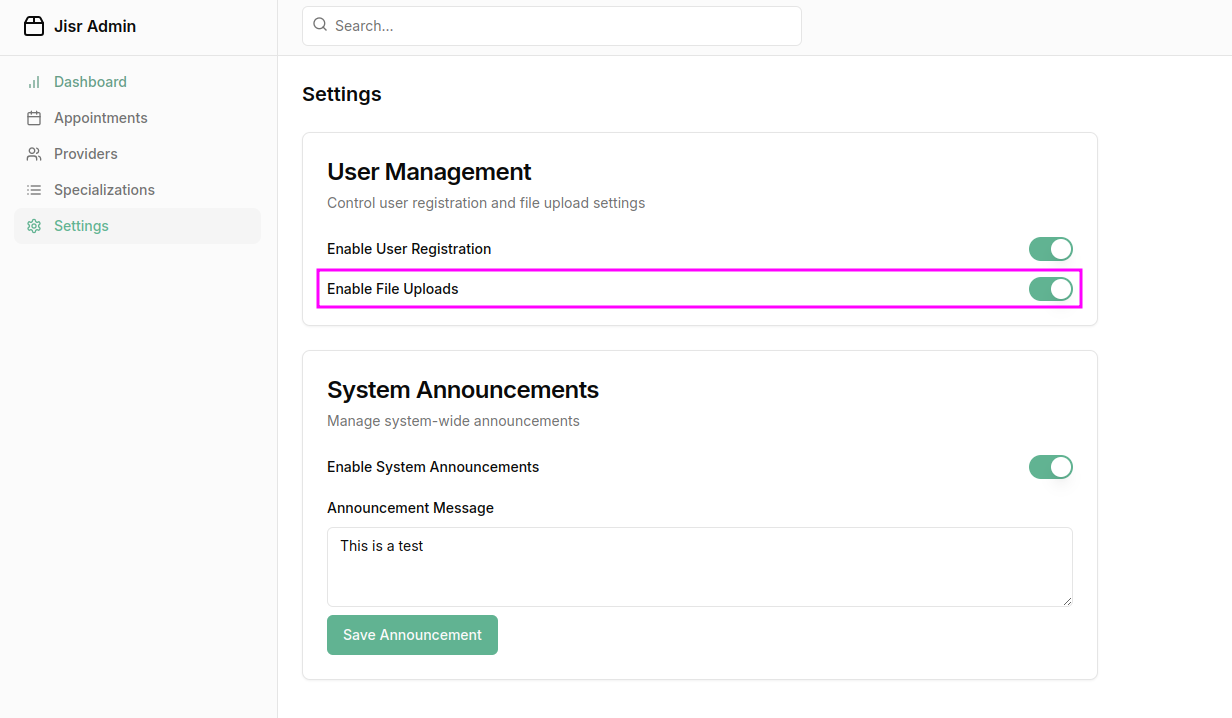 Jisr Admin
Search...
Dashboard
Appointments
Providers
Specializations
Settings
Settings
User Management
Control user registration and file upload settings
Enable User Registration
Enable File Uploads
System Announcements
Manage system-wide announcements
Enable System Announcements
Announcement Message
This is a test
Save Announcement